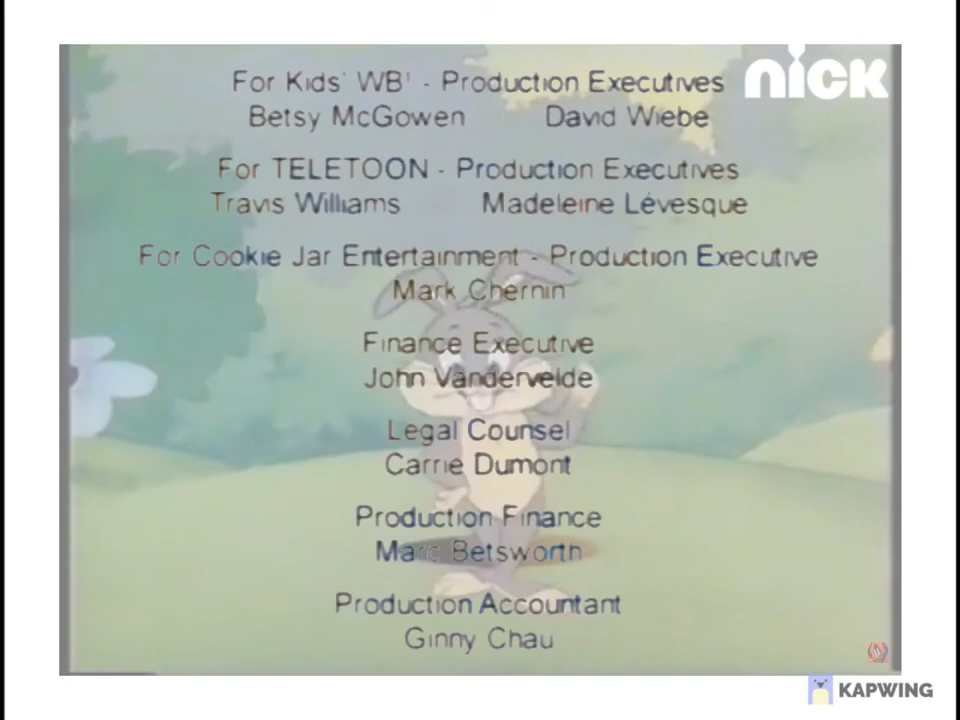 nick
For Kids' WB! - Production Executives
Betsy McGowen David Wiebe
For TELETOON - Production Executives
Travis Williams Madeleine Lévesque
For Cookie Jar Entertainment - Production Executive
Mark Chernin
Finance Executive
John Vandervelde
Legal Counsel
Carrie Dumont
Production Finance
Marc Betsworth
Production Accountant
Ginny Chau
KAPWING